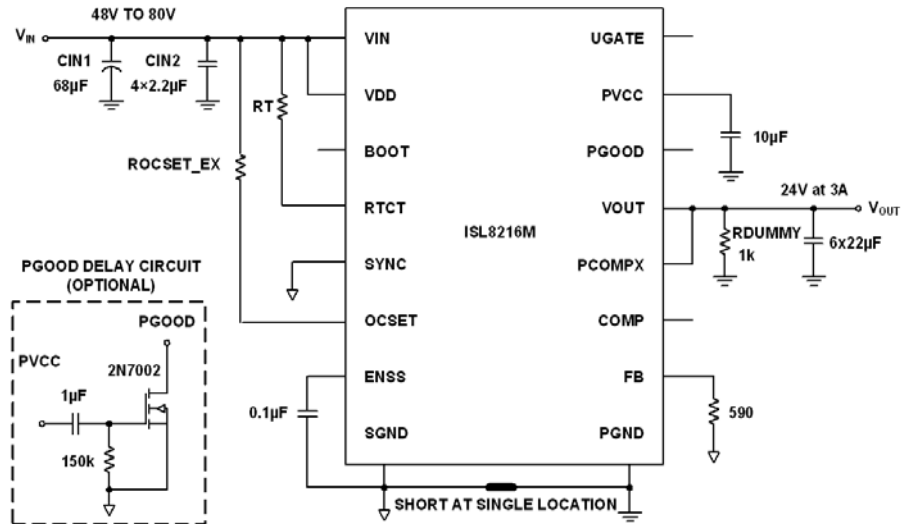 48V TO 80V
VIN
CIN1
68µF
CIN2
4×2.2µF
RT
ROCSET_EX
VIN
VDD
BOOT
RTCT
SYNC
OCSET
ENSS
SGND
ISL8216M
UGATE
PVCC
PGOOD
VOUT
PCOMPX
COMP
FB
PGND
10µF
24V at 3A
VOUT
RDUMMY
1k
6x22µF
590
0.1µF
SHORT AT SINGLE LOCATION
PGOOD DELAY CIRCUIT
(OPTIONAL)
PGOOD
PVCC
2N7002
1µF
150k